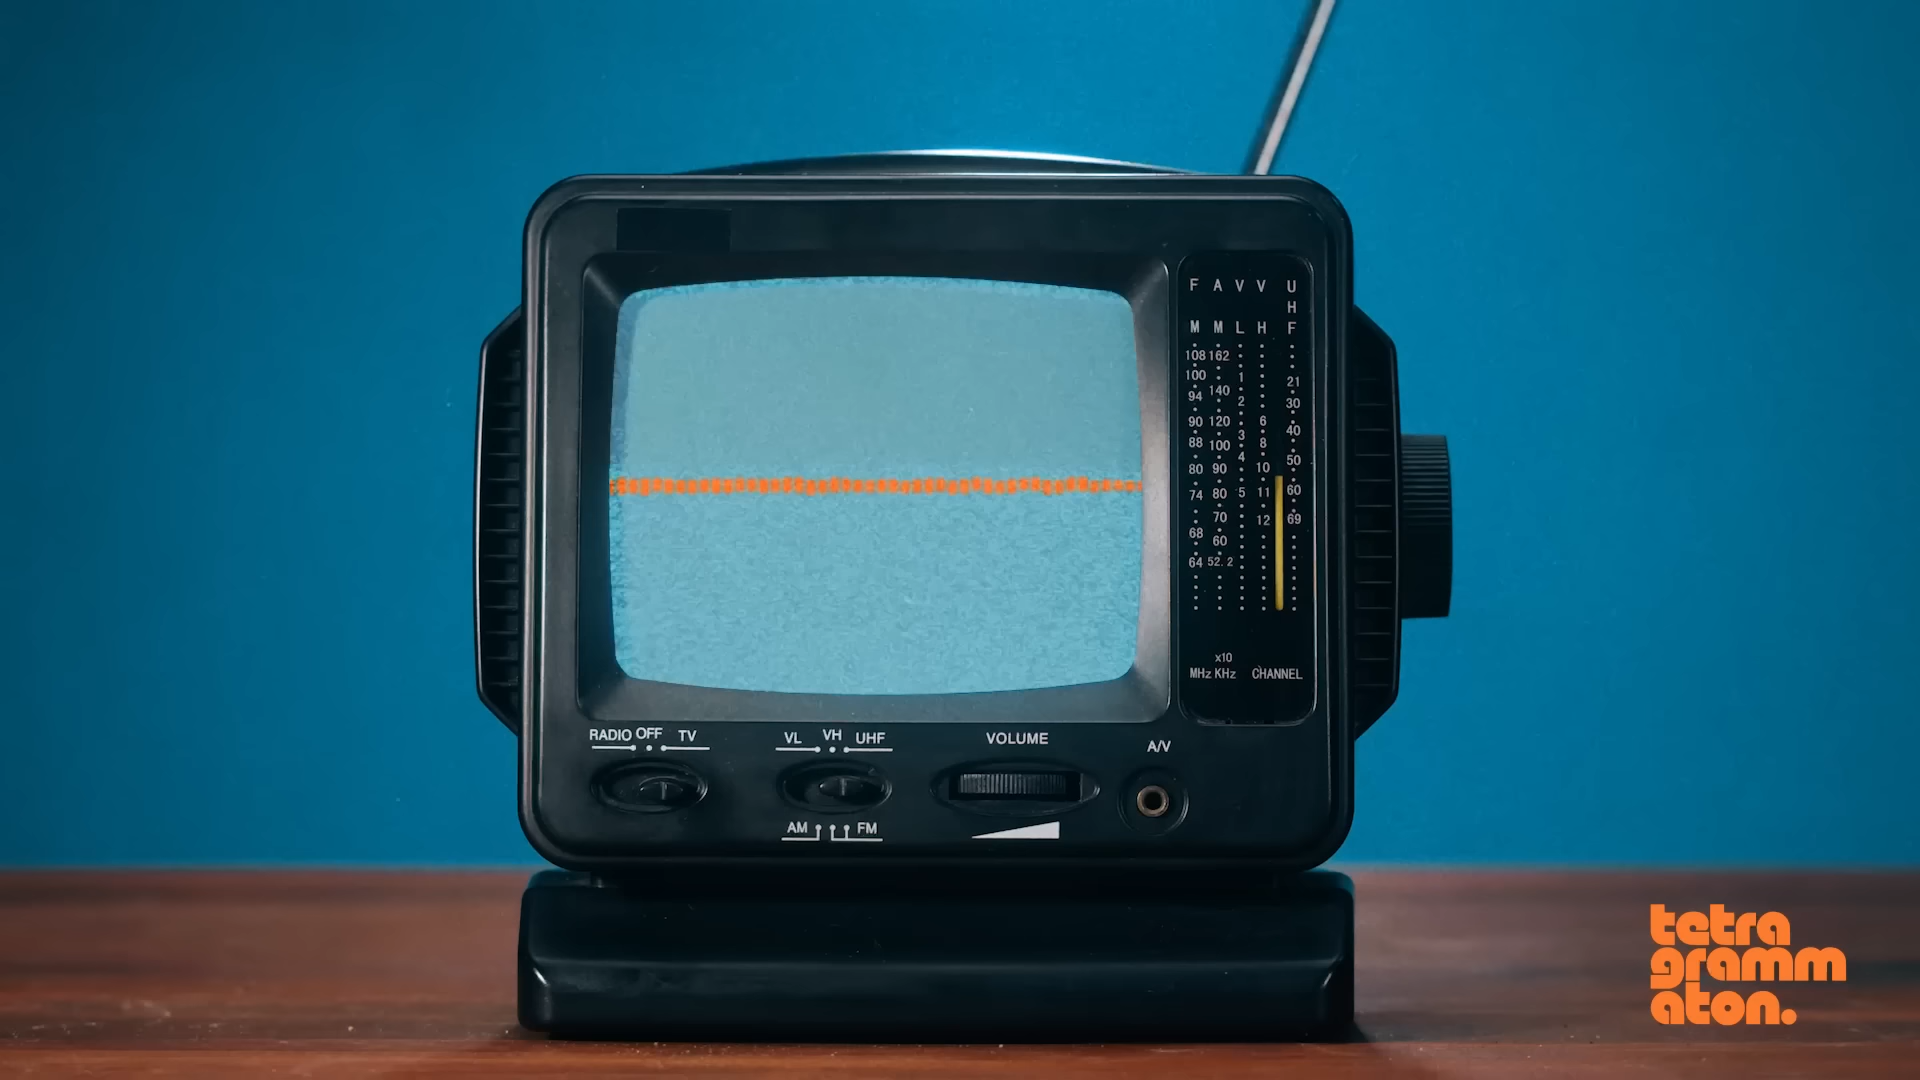 F A V V U
H
M M L H F
108 162
100
1
21
140
94
2
30
90 120
6
3
40
88 100
8
4
50
80 90
10
74 80
5
11
60
70
12
69
68
60
64 52.2
x10
MHz KHz CHANNEL
RADIO OFF TV
VL VH UHF
VOLUME
A/V
AM FM
tetra
gramm
aton.